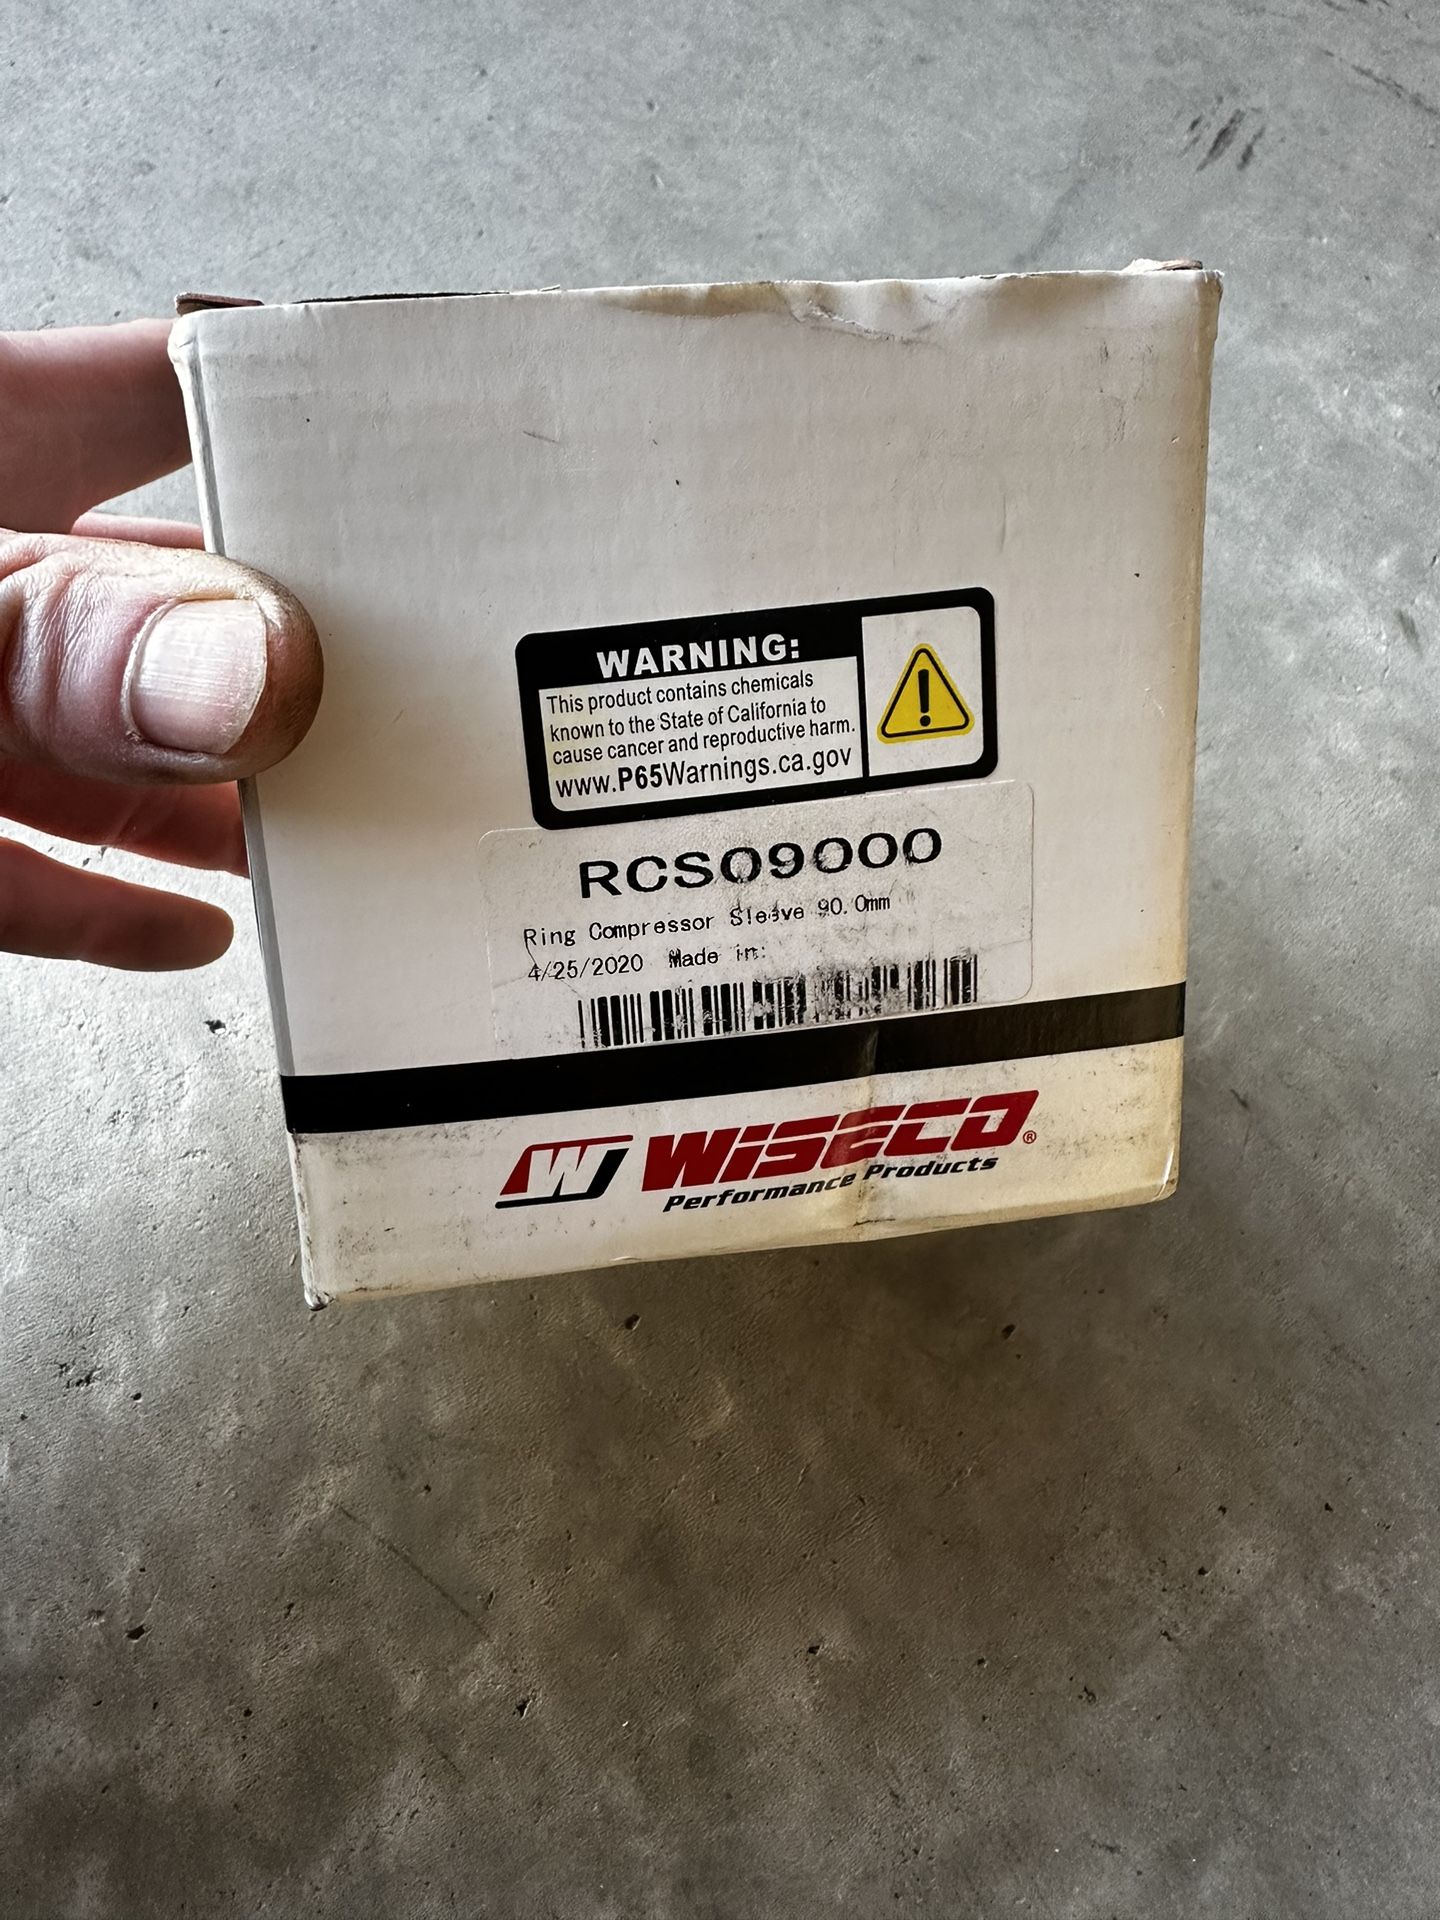 WARNING:
This product contains chemicals
known to the State of California to
cause cancer and reproductive harm.
www.P65Warnings.ca.gov
RCS09000
Ring Compressor Sleeve 90.0mm
4/25/2020 Made in:
W WISECO®
Performance Products